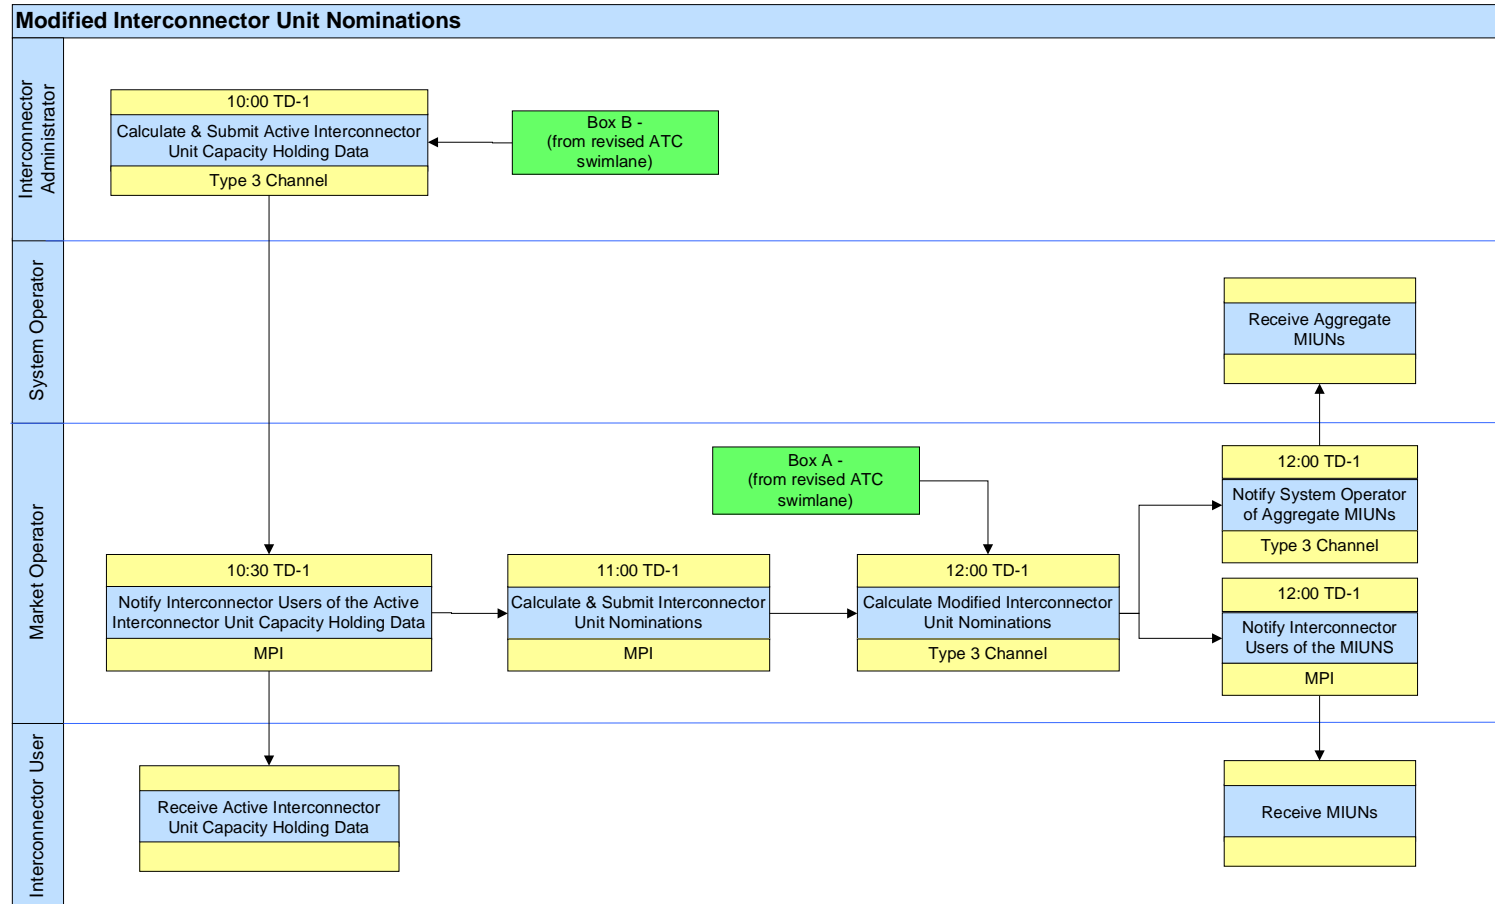 Modified Interconnector Unit Nominations
Interconnector
Administrator
10:00 TD-1
Calculate & Submit Active Interconnector
Unit Capacity Holding Data
Type 3 Channel
Box B -
(from revised ATC
swimlane)
System Operator
Receive Aggregate
MIUNs
Market Operator
Box A -
(from revised ATC
swimlane)
10:30 TD-1
Notify Interconnector Users of the Active
Interconnector Unit Capacity Holding Data
MPI
11:00 TD-1
Calculate & Submit Interconnector
Unit Nominations
MPI
12:00 TD-1
Calculate Modified Interconnector
Unit Nominations
Type 3 Channel
12:00 TD-1
Notify System Operator
of Aggregate MIUNs
Type 3 Channel
12:00 TD-1
Notify Interconnector
Users of the MIUNS
MPI
Interconnector User
Receive Active Interconnector
Unit Capacity Holding Data
Receive MIUNs